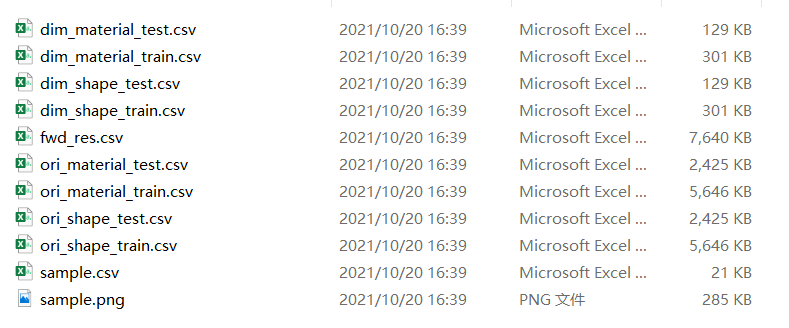 dim_material_test.csv 2021/10/20 16:39 Microsoft Excel ... 129 KB
dim_material_train.csv 2021/10/20 16:39 Microsoft Excel ... 301 KB
dim_shape_test.csv 2021/10/20 16:39 Microsoft Excel ... 129 KB
dim_shape_train.csv 2021/10/20 16:39 Microsoft Excel ... 301 KB
fwd_res.csv 2021/10/20 16:39 Microsoft Excel ... 7,640 KB
ori_material_test.csv 2021/10/20 16:39 Microsoft Excel ... 2,425 KB
ori_material_train.csv 2021/10/20 16:39 Microsoft Excel ... 5,646 KB
ori_shape_test.csv 2021/10/20 16:39 Microsoft Excel ... 2,425 KB
ori_shape_train.csv 2021/10/20 16:39 Microsoft Excel ... 5,646 KB
sample.csv 2021/10/20 16:39 Microsoft Excel ... 21 KB
sample.png 2021/10/20 16:39 PNG 文件 285 KB